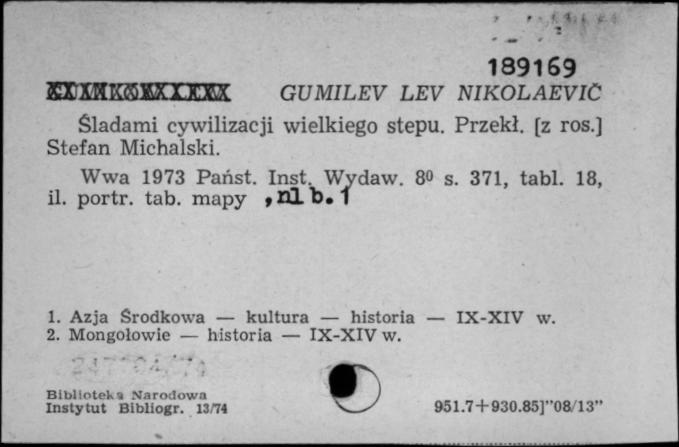 189169
GUMILEV LEV NIKOLAEVIČ
Śladami cywilizacji wielkiego stepu. Przekł. [z ros.]
Stefan Michalski.
Wwa 1973 Państ. Inst. Wydaw. 8⁰ s. 371, tabl. 18,
il. portr. tab. mapy , nlb. 1
1. Azja Środkowa — kultura — historia — IX-XIV w.
2. Mongołowie — historia — IX-XIV w.
Biblioteka Narodowa
Instytut Bibliogr. 13/74
951.7+930.85]"08/13"